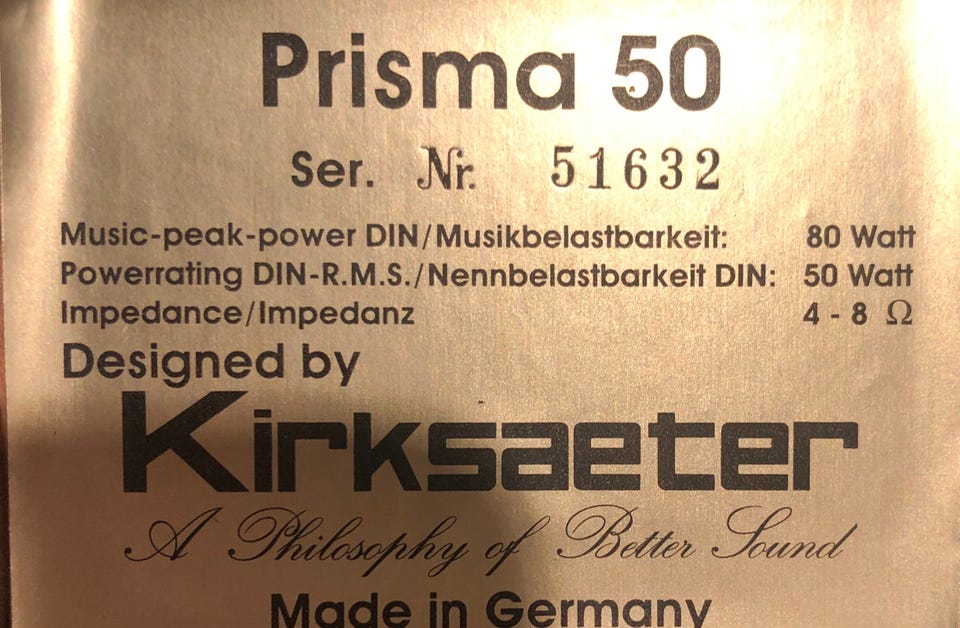 Prisma 50
Ser. Nr. 51632
Music-peak-power DIN/Musikbelastbarkeit: 80 Watt
Powerrating DIN-R.M.S./Nennbelastbarkeit DIN: 50 Watt
Impedance/Impedanz 4 - 8 Ω
Designed by
Kirksaeter
A Philosophy of Better Sound
Made in Germany